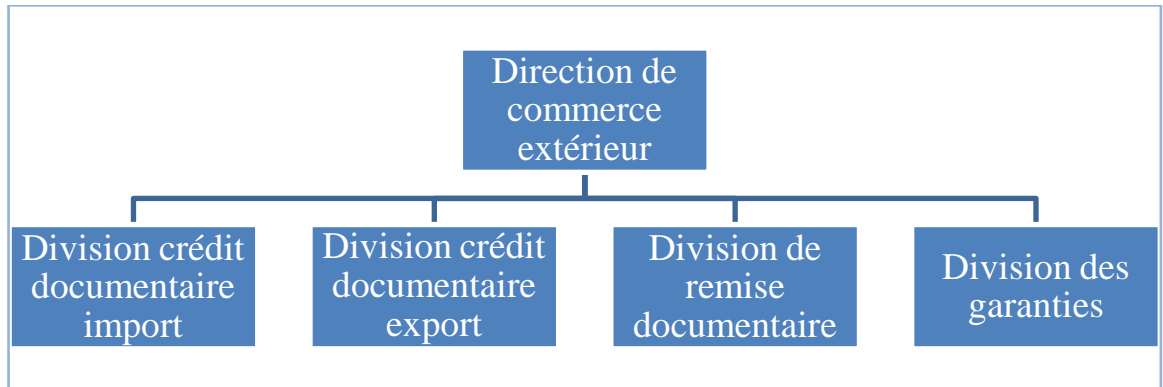 Direction de
commerce
extérieur
Division crédit
documentaire
import
Division crédit
documentaire
export
Division de
remise
documentaire
Division des
garanties